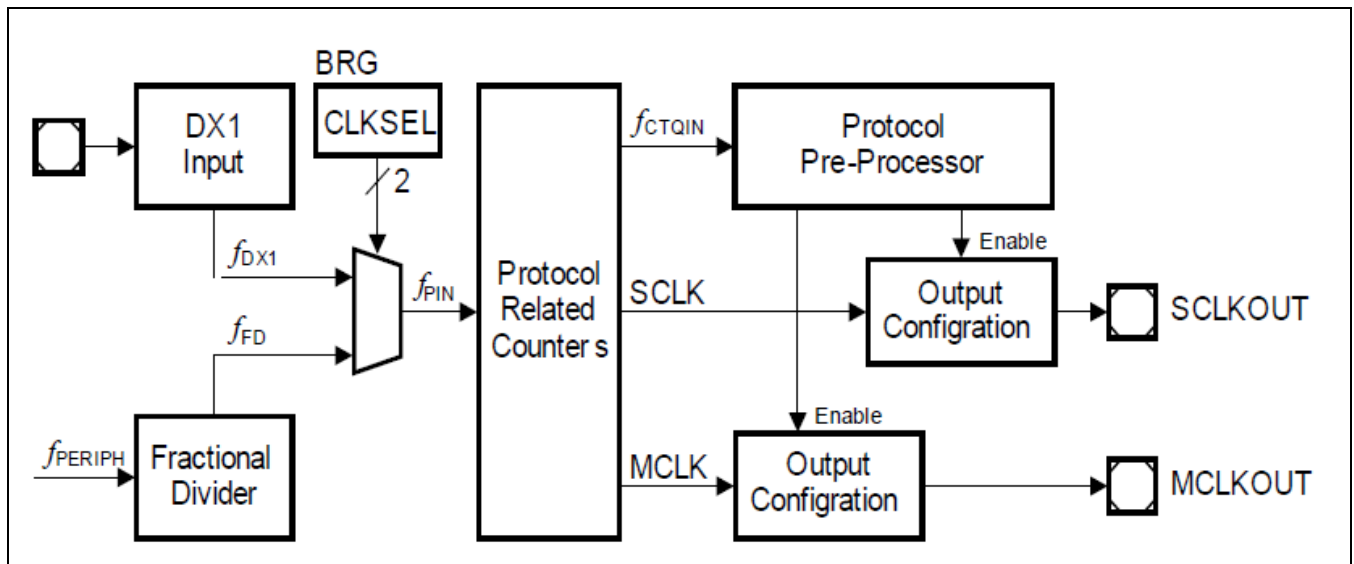 BRG
DX1
Input
CLKSEL
2
fCTQIN
Protocol
Pre-Processor
Enable
fDX1
fPIN
Protocol
Related
Counter s
SCLK
Output
Configration
SCLKOUT
fFD
Enable
fPERIPH
Fractional
Divider
MCLK
Output
Configration
MCLKOUT